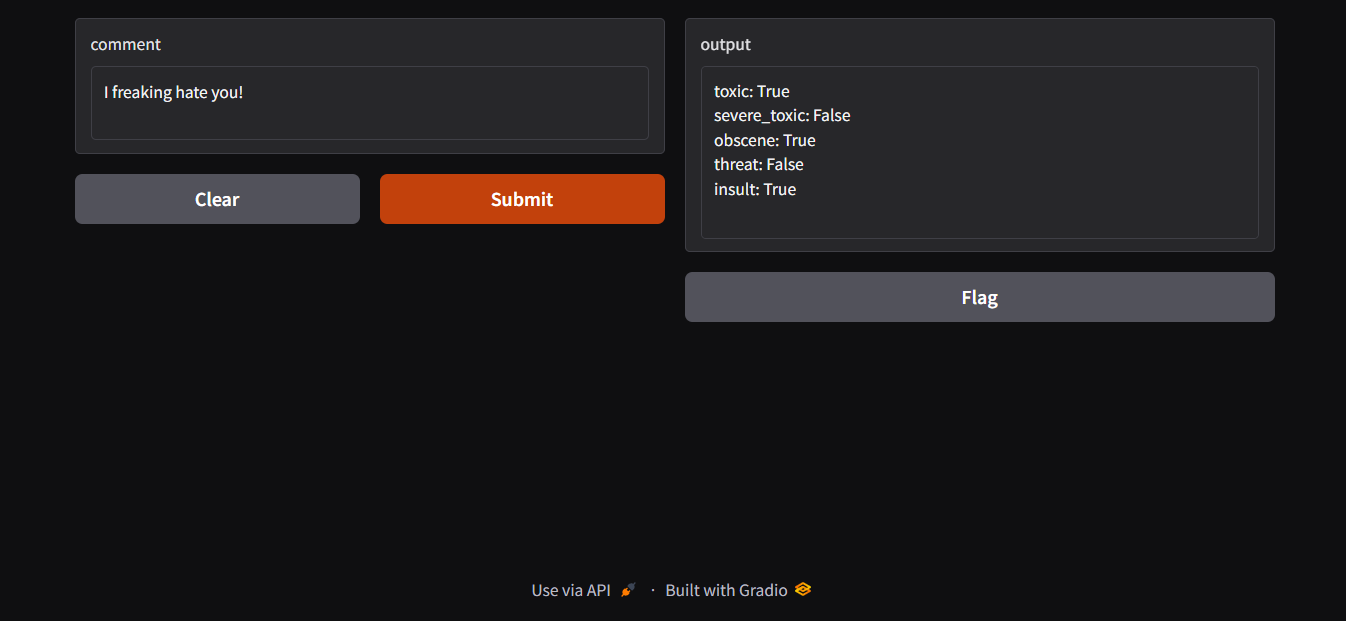 comment
I freaking hate you!
Clear
Submit
output
toxic: True
severe_toxic: False
obscene: True
threat: False
insult: True
Flag
Use via API · Built with Gradio